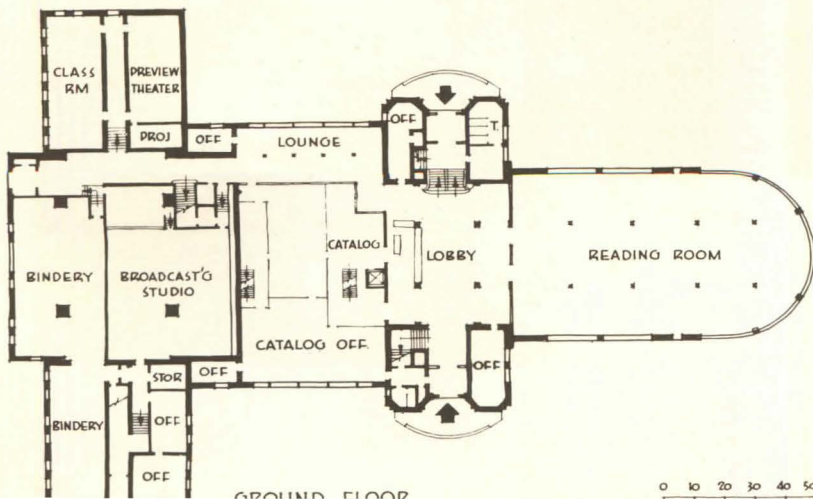 CLASS
RM
PREVIEW
THEATER
PROJ
OFF
LOUNGE
OFF
T.
BINDERY
BROADCAST'G
STUDIO
CATALOG
LOBBY
READING ROOM
CATALOG OFF.
OFF
STOR
OFF
OFF
BINDERY
OFF
GROUND FLOOR
0 10 20 30 40 50